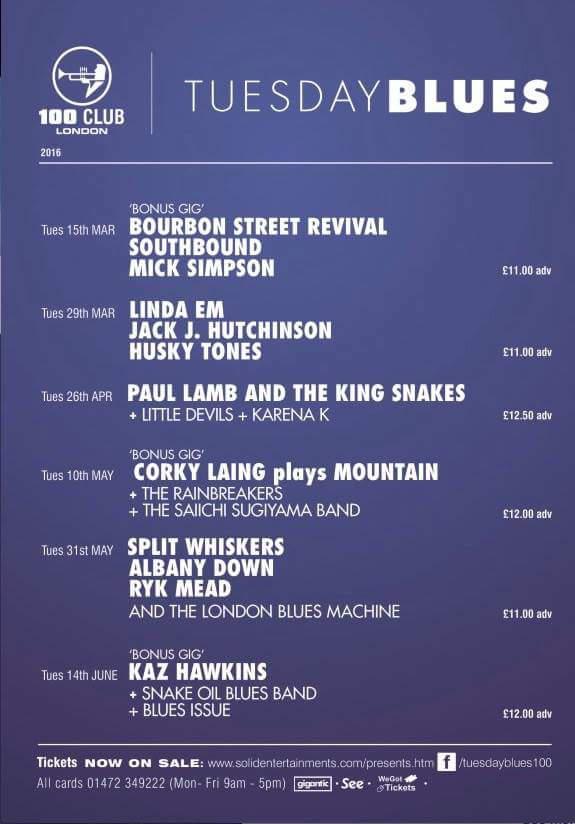 100 CLUB
LONDON
TUESDAY BLUES
2016
'BONUS GIG'
Tues 15th MAR BOURBON STREET REVIVAL
SOUTHBOUND
MICK SIMPSON £11.00 adv
Tues 29th MAR LINDA EM
JACK J. HUTCHINSON
HUSKY TONES £11.00 adv
Tues 26th APR PAUL LAMB AND THE KING SNAKES
+ LITTLE DEVILS + KARENA K £12.50 adv
'BONUS GIG'
Tues 10th MAY CORKY LAING plays MOUNTAIN
+ THE RAINBREAKERS
+ THE SAIICHI SUGIYAMA BAND £12.00 adv
Tues 31st MAY SPLIT WHISKERS
ALBANY DOWN
RYK MEAD
AND THE LONDON BLUES MACHINE £11.00 adv
'BONUS GIG'
Tues 14th JUNE KAZ HAWKINS
+ SNAKE OIL BLUES BAND
+ BLUES ISSUE £12.00 adv
Tickets NOW ON SALE: www.solidentertainments.com/presents.htm f /tuesdayblues100
All cards 01472 349222 (Mon- Fri 9am - 5pm) gigantic · See · WeGot Tickets ·